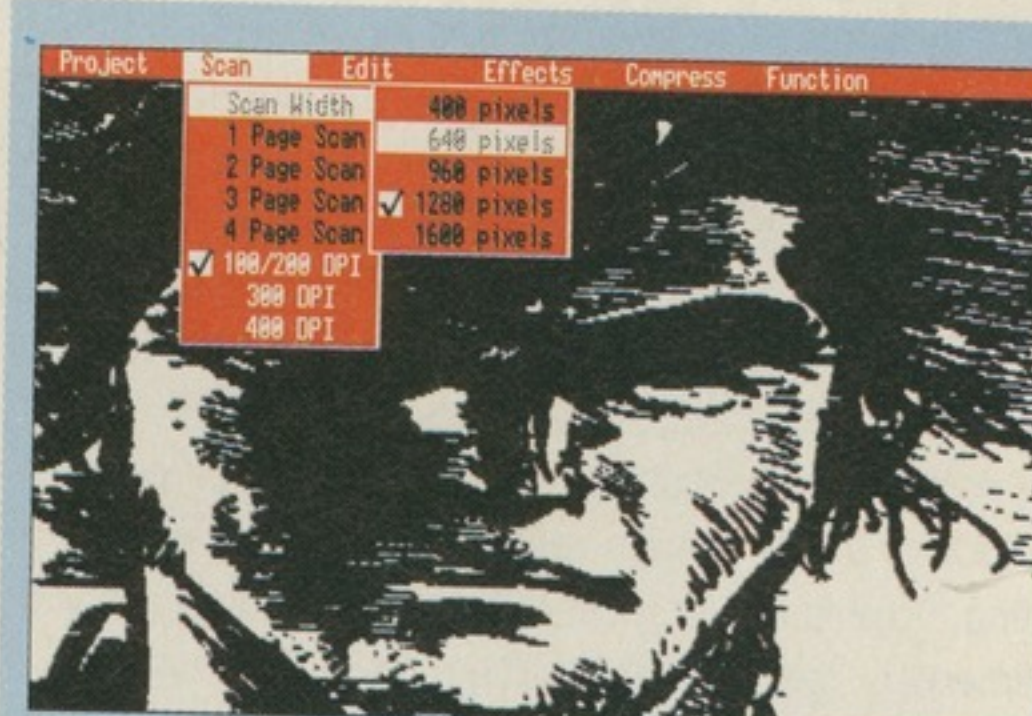 Project Scan Edit Effects Compress Function
Scan Width
1 Page Scan
2 Page Scan
3 Page Scan
4 Page Scan
✓ 100/200 DPI
300 DPI
400 DPI
400 pixels
640 pixels
960 pixels
✓ 1280 pixels
1600 pixels